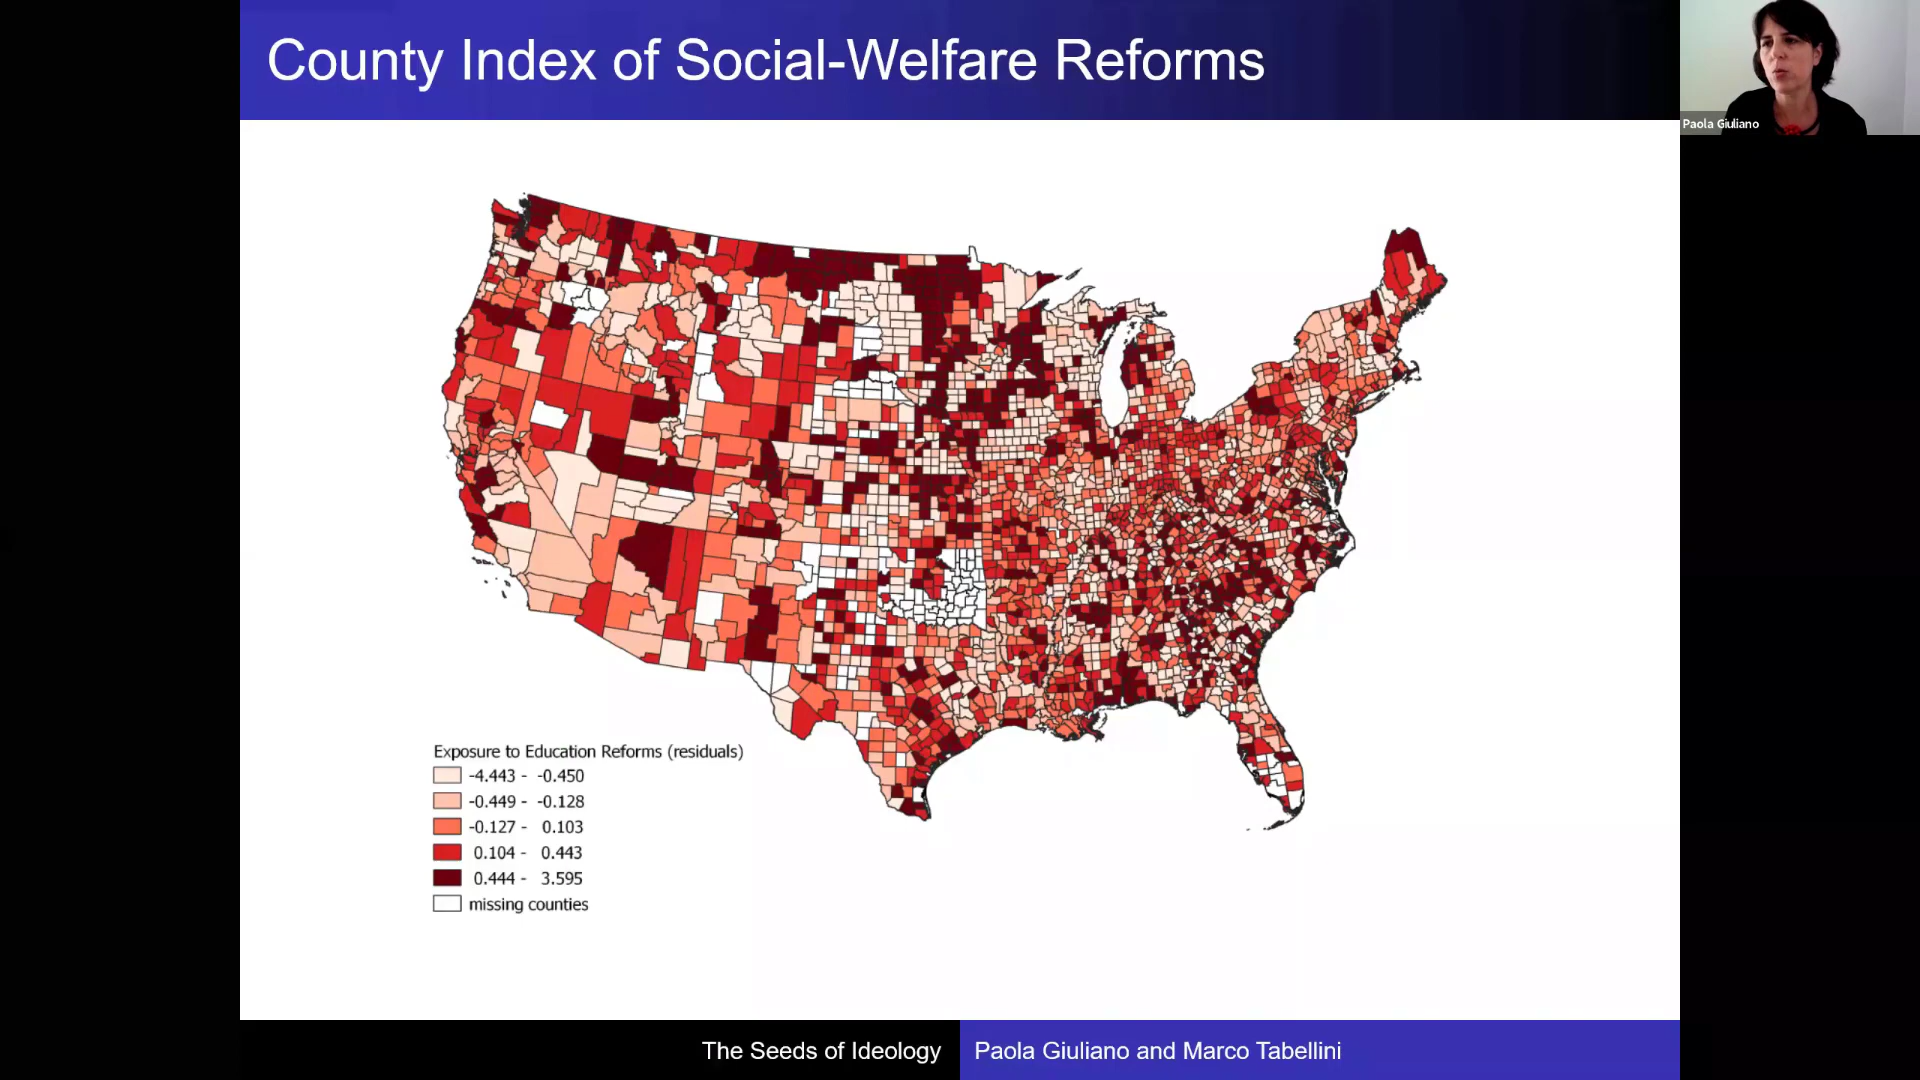 County Index of Social-Welfare Reforms
Paola Giuliano
Exposure to Education Reforms (residuals)
-4.443 - -0.450
-0.449 - -0.128
-0.127 - 0.103
0.104 - 0.443
0.444 - 3.595
missing counties
The Seeds of Ideology
Paola Giuliano and Marco Tabellini